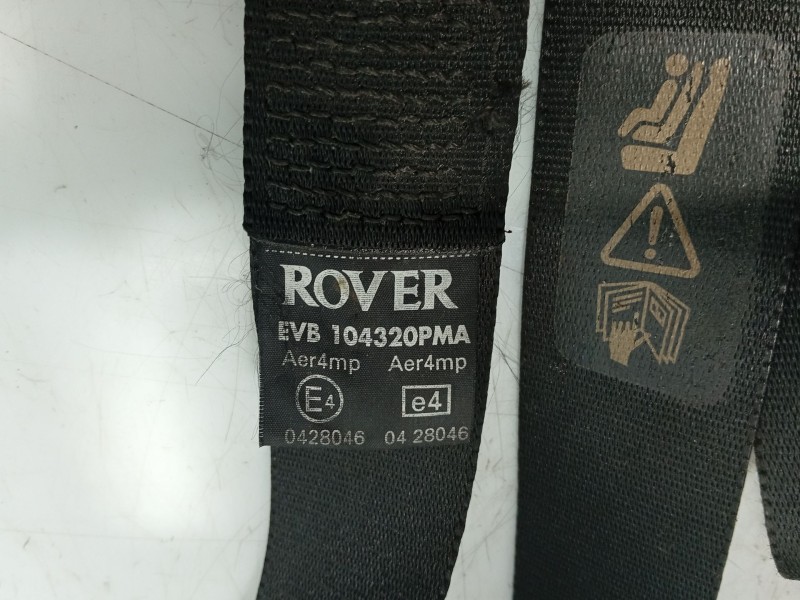 ROVER
EVB 104320PMA
Aer4mp Aer4mp
E4 e4
0428046 04 28046